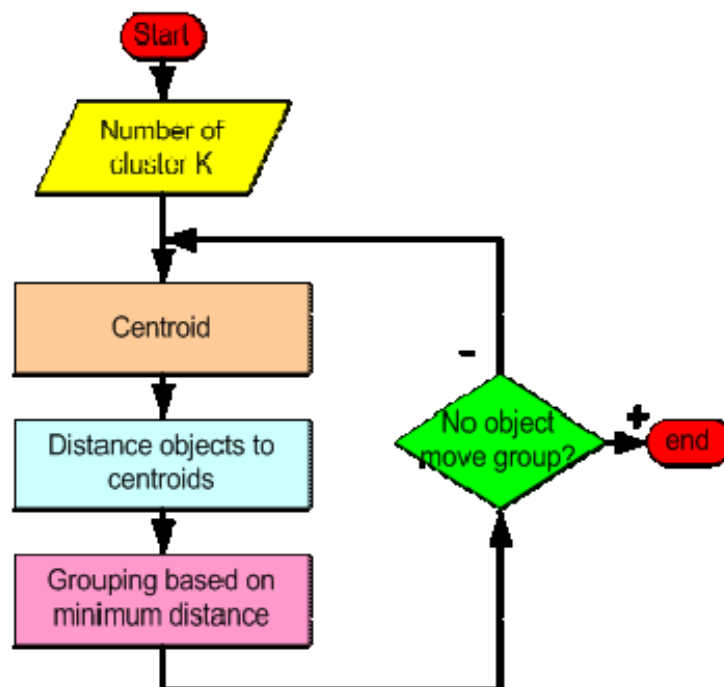 Start
Number of
cluster K
Centroid
Distance objects to
centroids
Grouping based on
minimum distance
-
No object
move group?
+
end